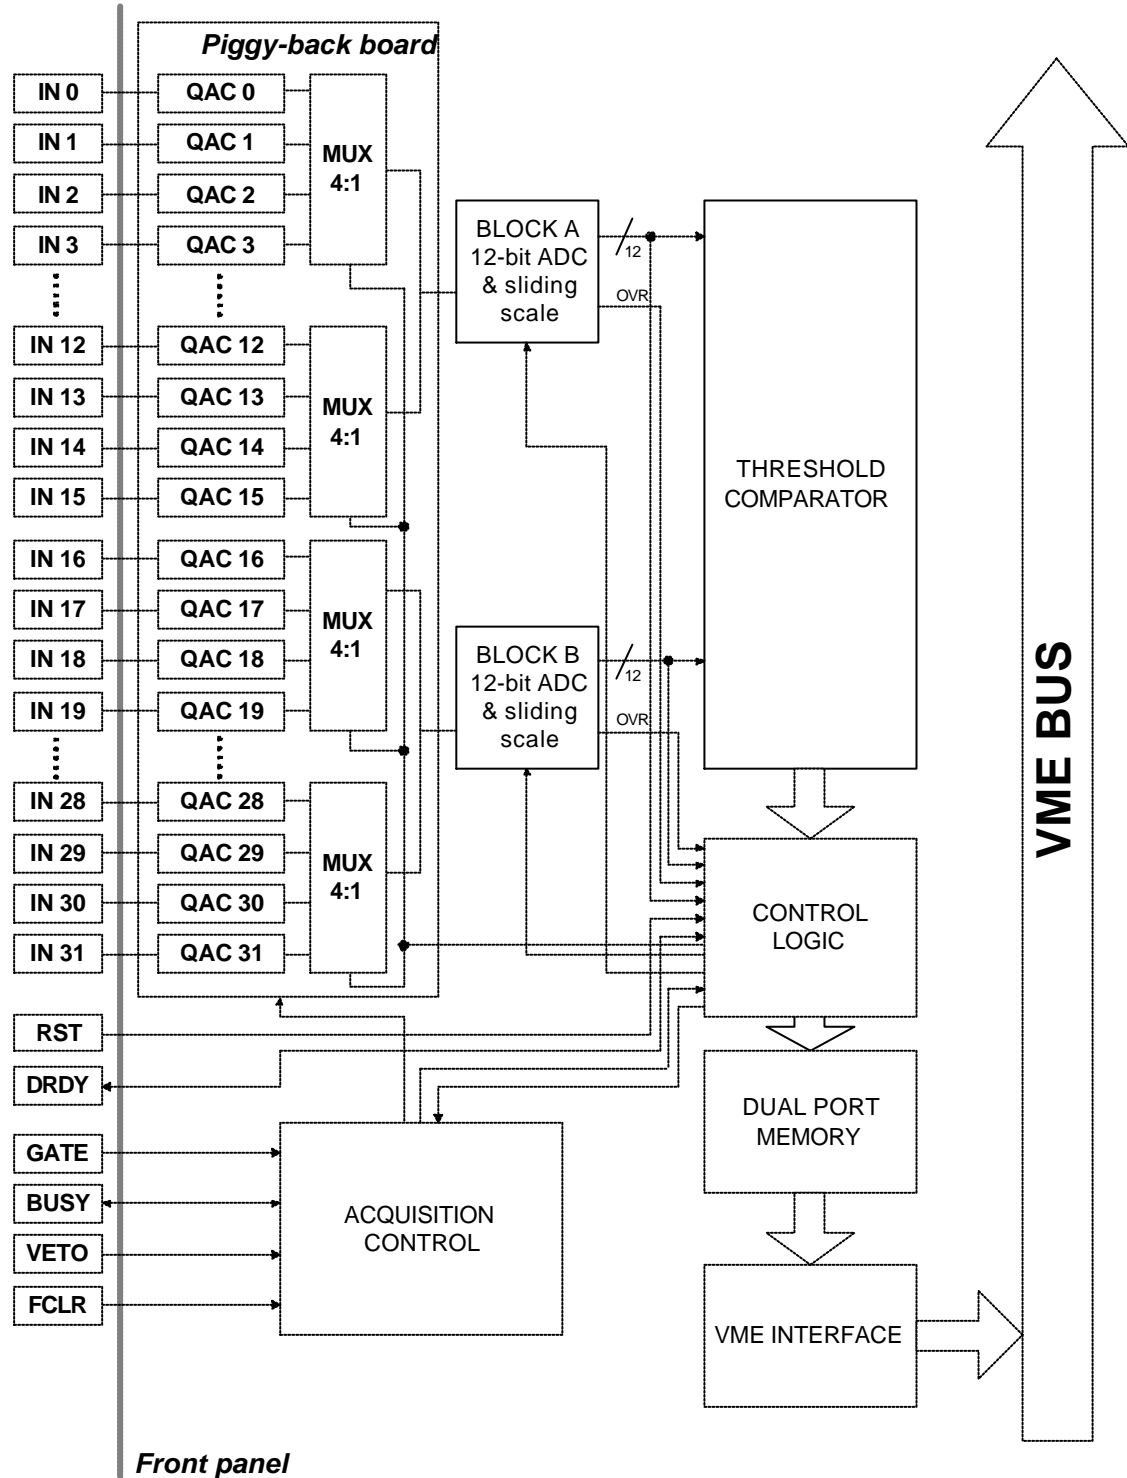 Piggy-back board
IN 0
QAC 0
IN 1
QAC 1
MUX
4:1
IN 2
QAC 2
IN 3
QAC 3
BLOCK A
12-bit ADC
& sliding
scale
12
OVR
IN 12
QAC 12
IN 13
QAC 13
MUX
4:1
IN 14
QAC 14
IN 15
QAC 15
THRESHOLD
COMPARATOR
IN 16
QAC 16
IN 17
QAC 17
MUX
4:1
IN 18
QAC 18
IN 19
QAC 19
BLOCK B
12-bit ADC
& sliding
scale
12
OVR
VME BUS
IN 28
QAC 28
IN 29
QAC 29
MUX
4:1
IN 30
QAC 30
IN 31
QAC 31
CONTROL
LOGIC
RST
DRDY
DUAL PORT
MEMORY
GATE
BUSY
VETO
FCLR
ACQUISITION
CONTROL
VME INTERFACE
Front panel